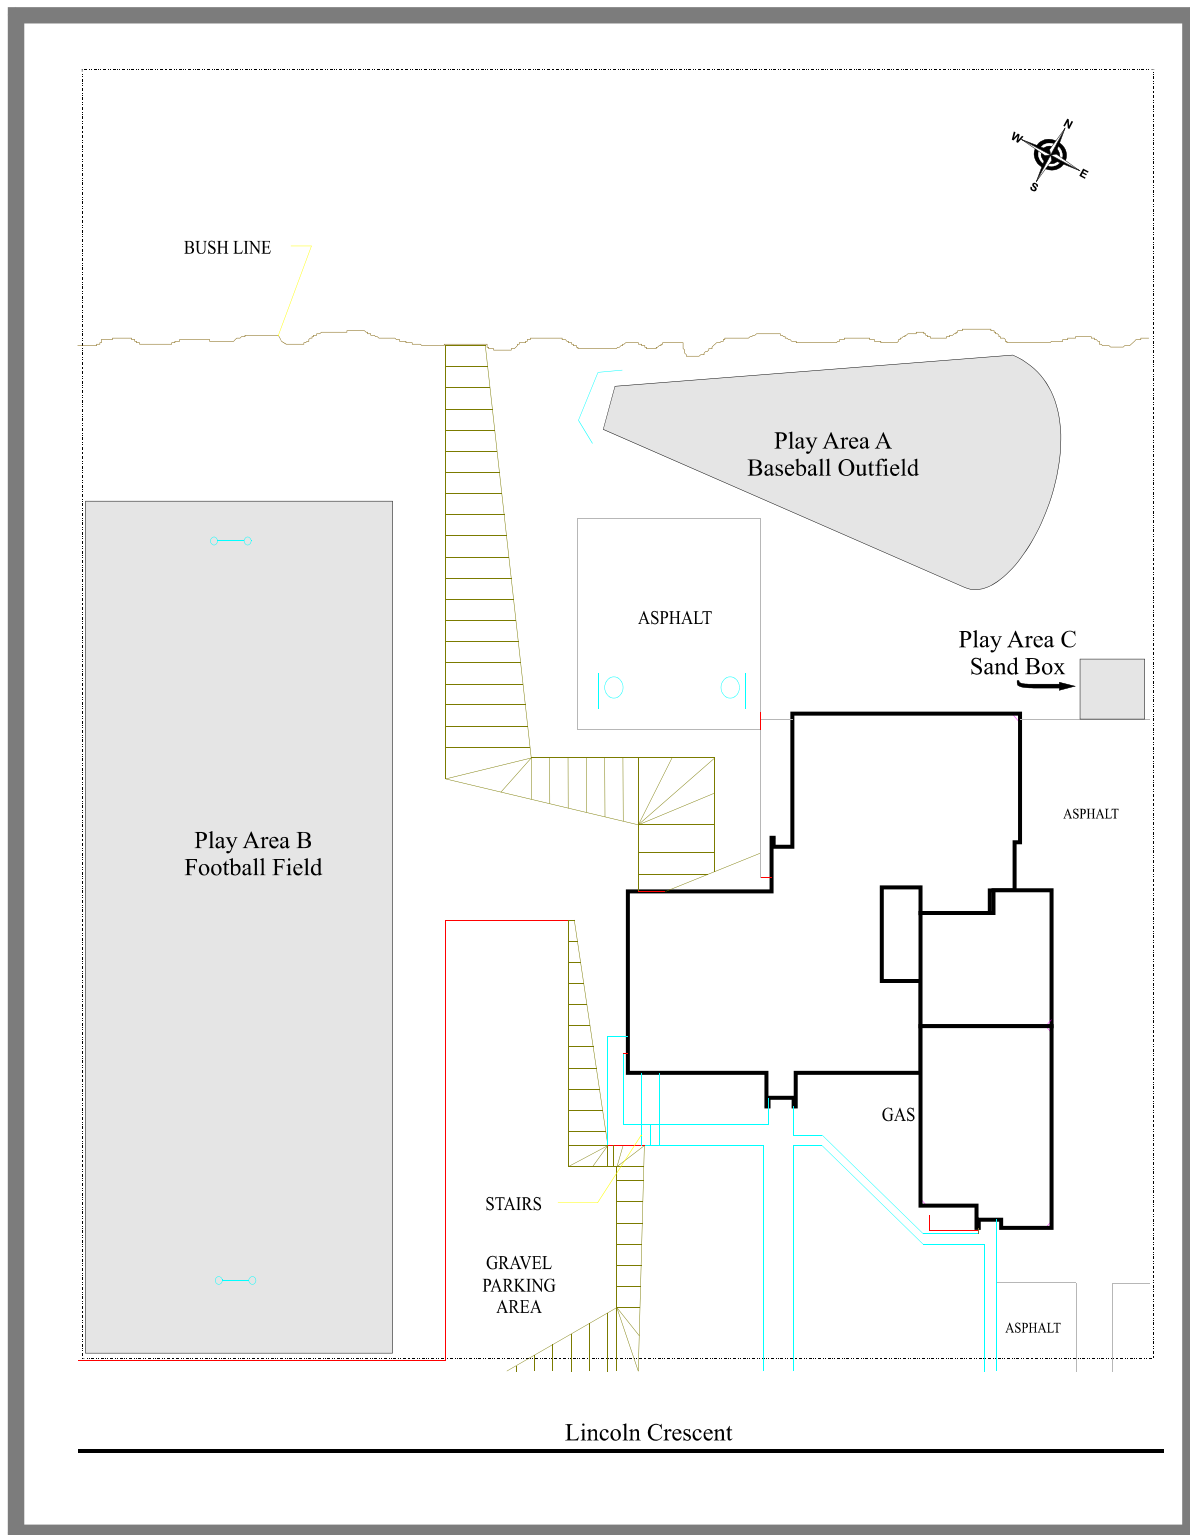 N
W
E
S
BUSH LINE
Play Area A
Baseball Outfield
ASPHALT
Play Area C
Sand Box
ASPHALT
Play Area B
Football Field
GAS
STAIRS
GRAVEL
PARKING
AREA
ASPHALT
Lincoln Crescent